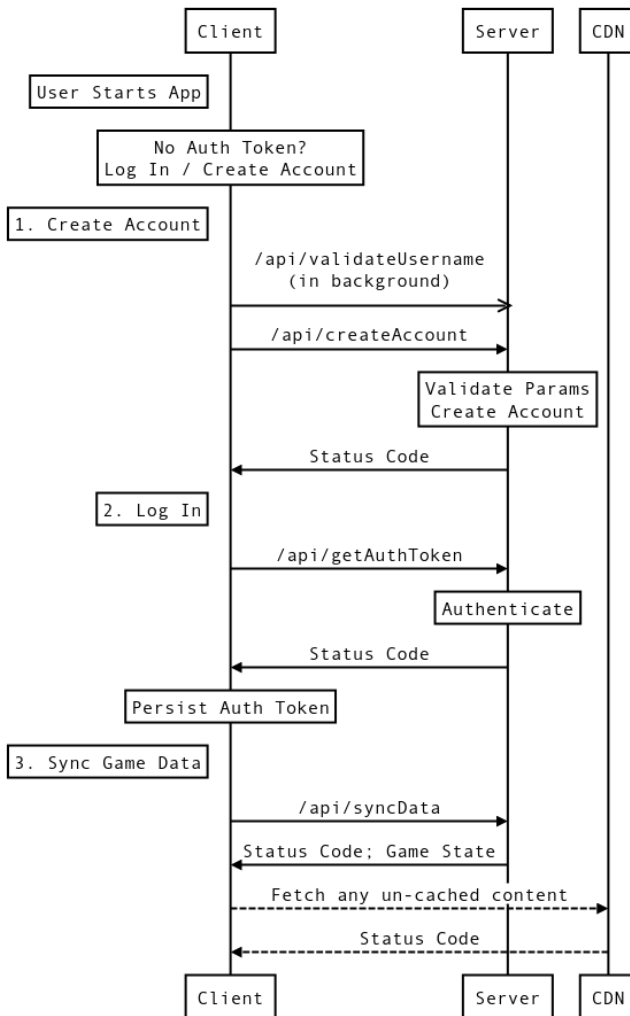 Client
Server
CDN
User Starts App
No Auth Token?
Log In / Create Account
1. Create Account
/api/validateUsername
(in background)
/api/createAccount
Validate Params
Create Account
Status Code
2. Log In
/api/getAuthToken
Authenticate
Status Code
Persist Auth Token
3. Sync Game Data
/api/syncData
Status Code; Game State
Fetch any un-cached content
Status Code
Client
Server
CDN